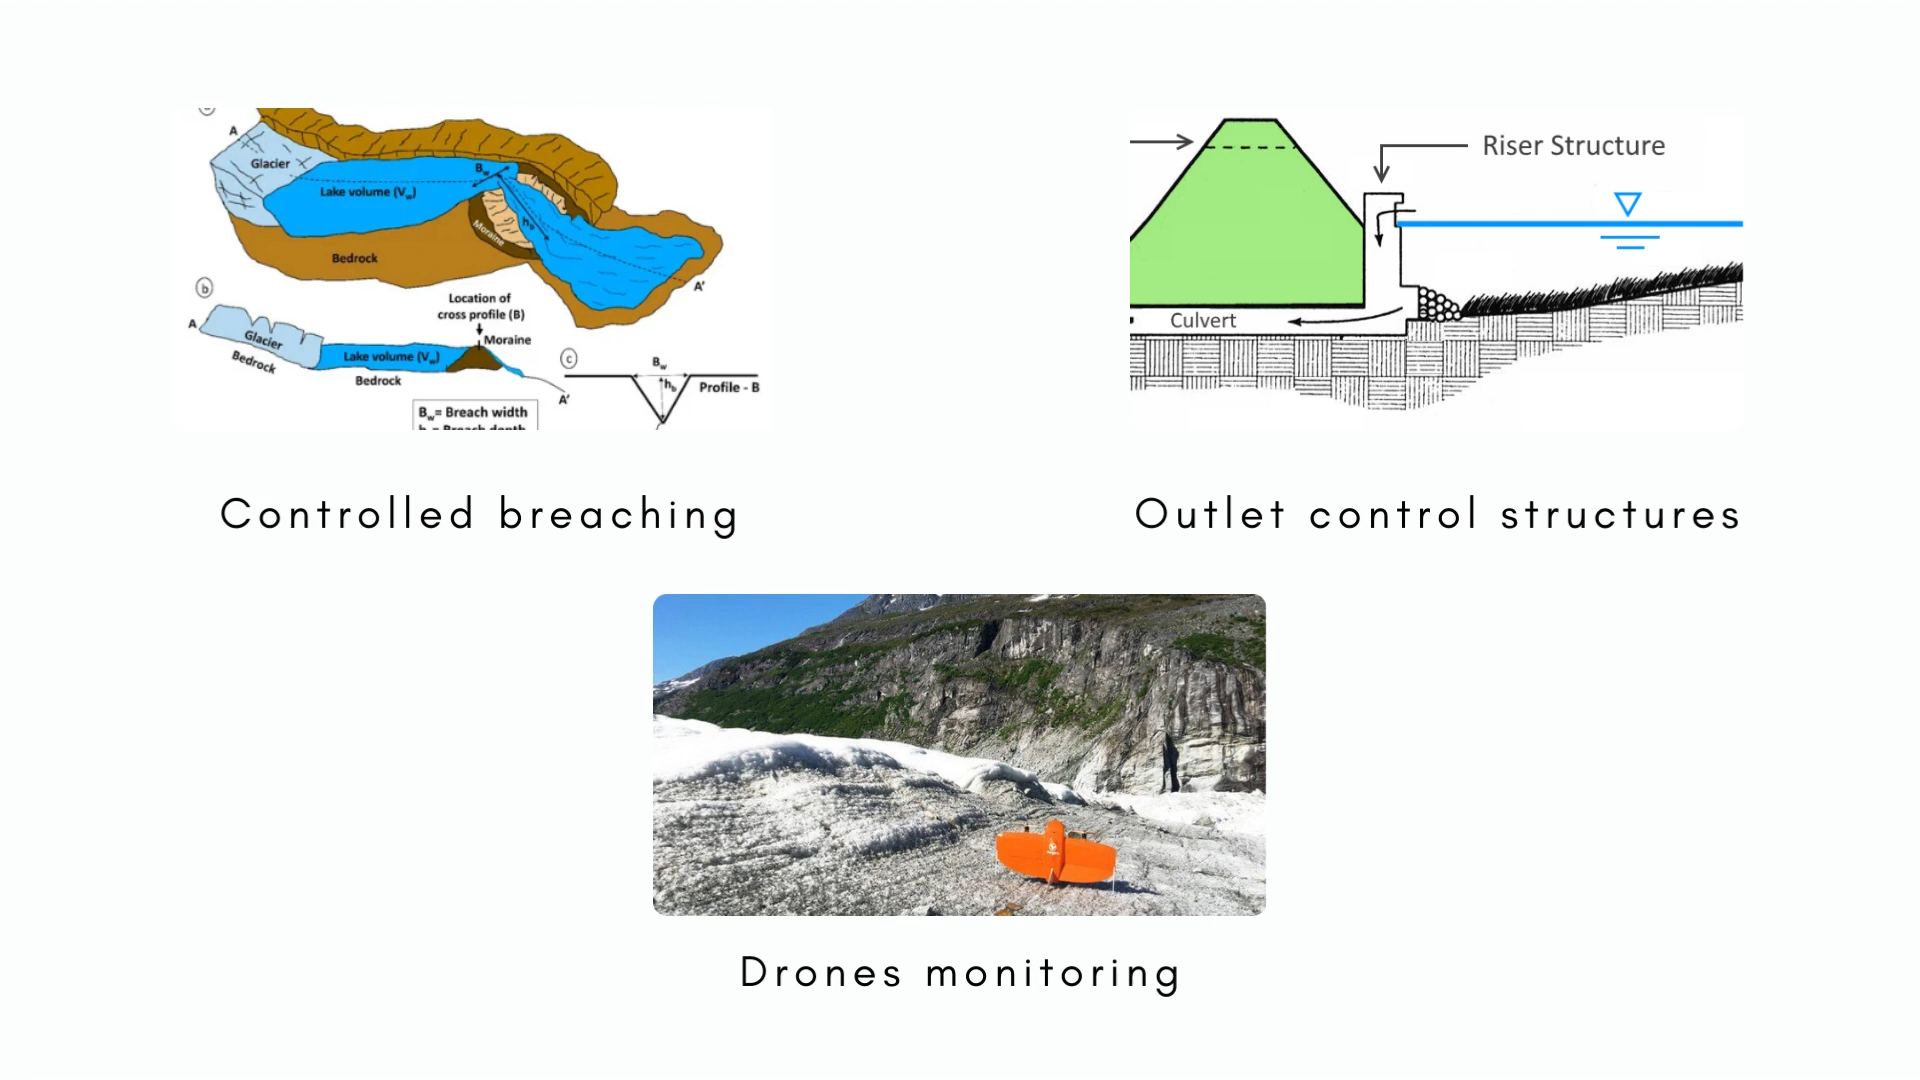 A
Glacier
Lake volume (Vw)
Bw
hb
Moraine
Bedrock
A'
b
Location of
cross profile (B)
A
Glacier
Moraine
Lake volume (Vw)
Bedrock
Bedrock
A'
c
Bw
hb
Profile - B
Bw= Breach width
Riser Structure
Culvert
Controlled breaching
Outlet control structures
Drones monitoring